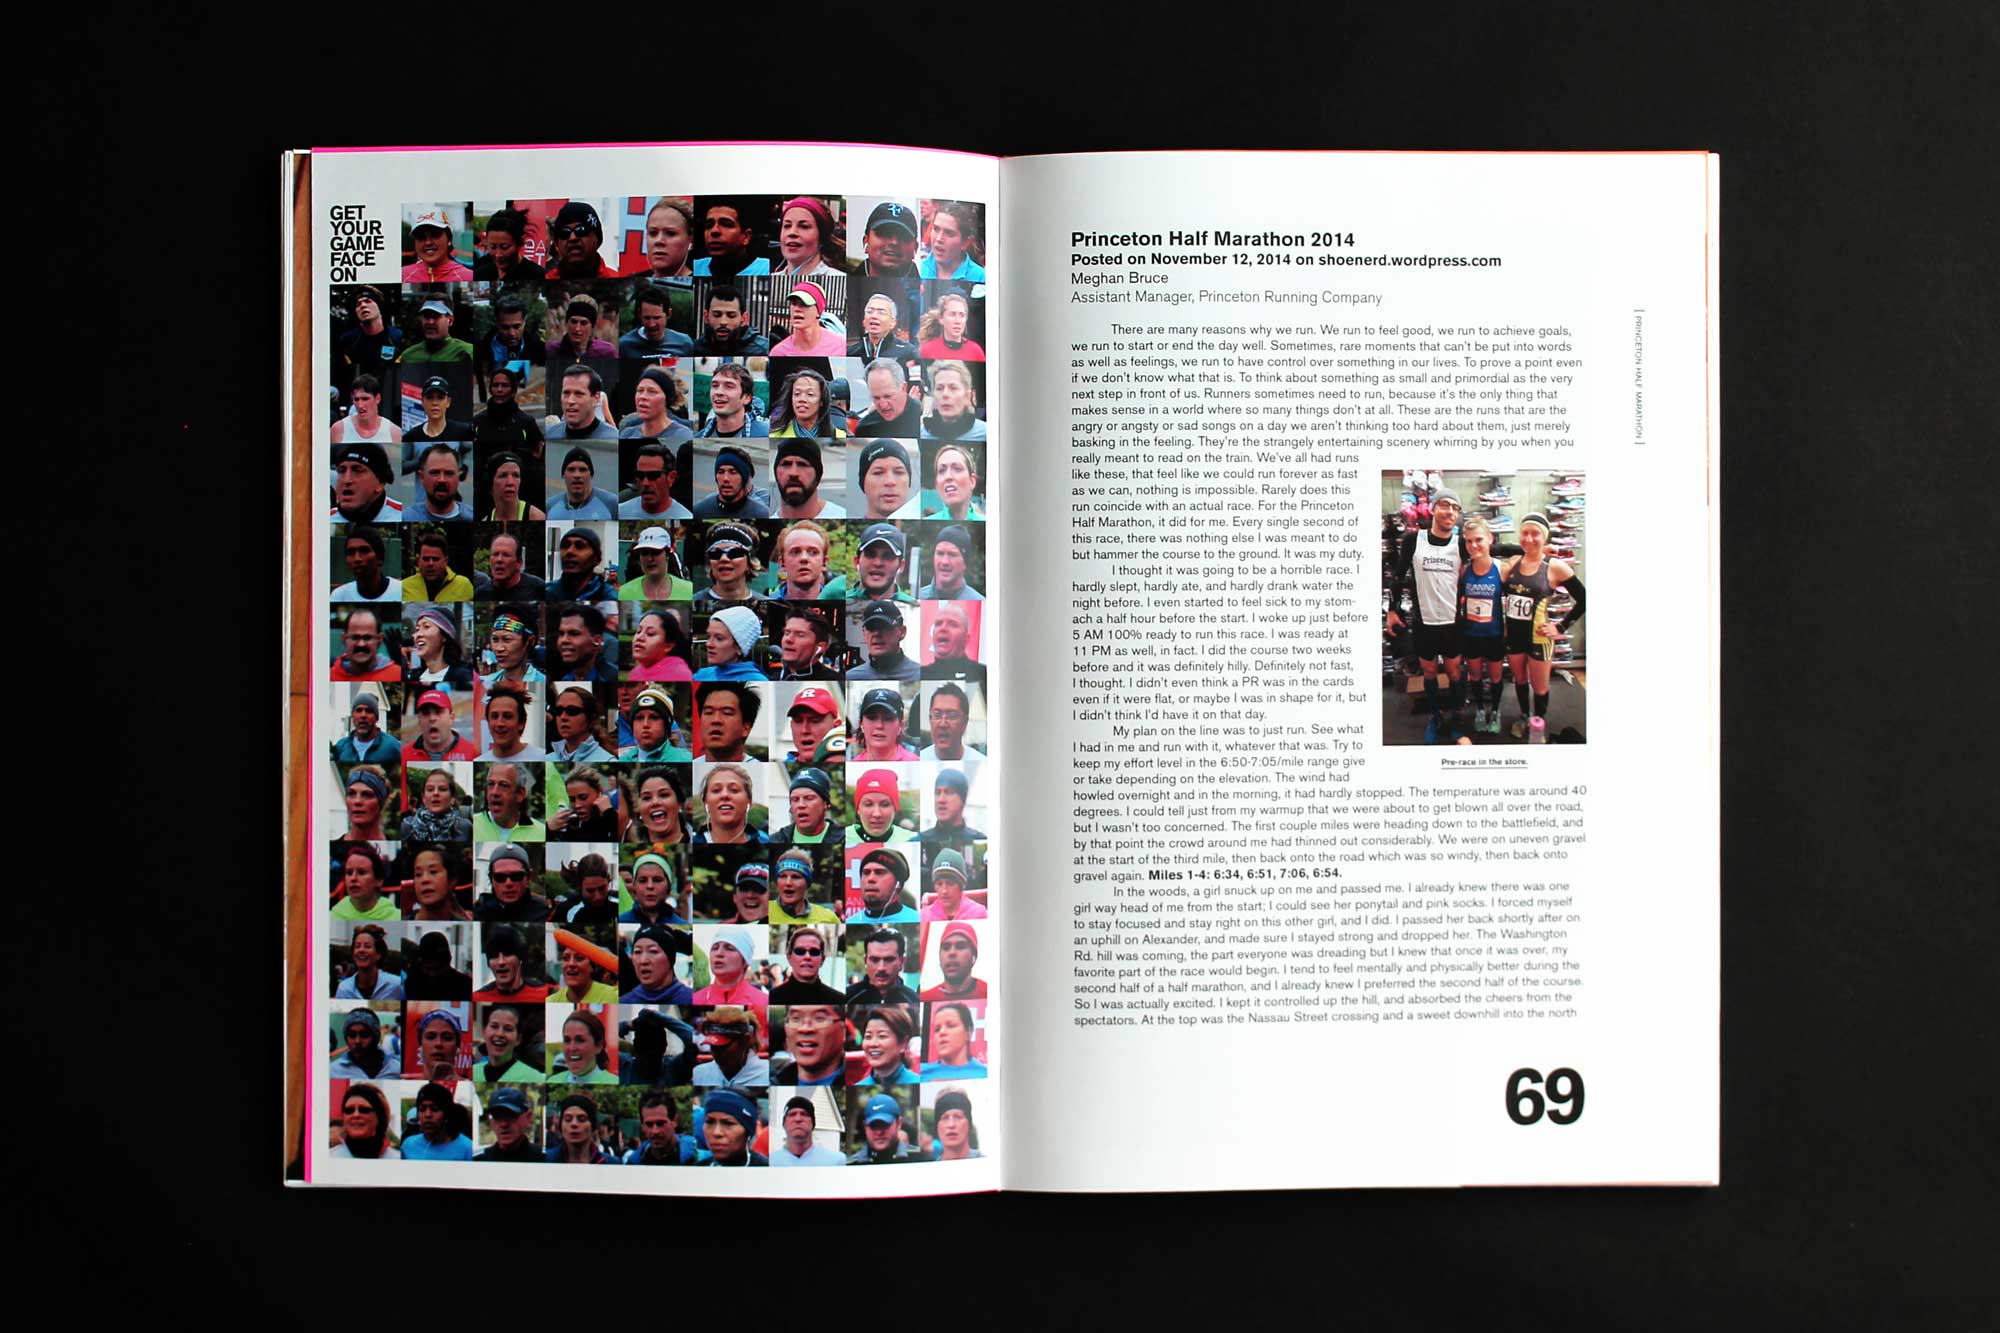 GET
YOUR
GAME
FACE
ON
Princeton Half Marathon 2014
Posted on November 12, 2014 on shoenerd.wordpress.com
Meghan Bruce
Assistant Manager, Princeton Running Company
There are many reasons why we run. We run to feel good, we run to achieve goals,
we run to start or end the day well. Sometimes, rare moments that can't be put into words
as well as feelings, we run to have control over something in our lives. To prove a point even
if we don't know what that is. To think about something as small and primordial as the very
next step in front of us. Runners sometimes need to run, because it's the only thing that
makes sense in a world where so many things don't at all. These are the runs that are the
angry or angsty or sad songs on a day we aren't thinking too hard about them, just merely
basking in the feeling. They're the strangely entertaining scenery whirring by you when you
really meant to read on the train. We've all had runs
like these, that feel like we could run forever as fast
as we can, nothing is impossible. Rarely does this
run coincide with an actual race. For the Princeton
Half Marathon, it did for me. Every single second of
this race, there was nothing else I was meant to do
but hammer the course to the ground. It was my duty.
I thought it was going to be a horrible race. I
hardly slept, hardly ate, and hardly drank water the
night before. I even started to feel sick to my stom-
ach a half hour before the start. I woke up just before
5 AM 100% ready to run this race. I was ready at
11 PM as well, in fact. I did the course two weeks
before and it was definitely hilly. Definitely not fast,
I thought. I didn't even think a PR was in the cards
even if it were flat, or maybe I was in shape for it, but
I didn't think I'd have it on that day.
My plan on the line was to just run. See what
I had in me and run with it, whatever that was. Try to
keep my effort level in the 6:50-7:05/mile range give
or take depending on the elevation. The wind had
howled overnight and in the morning, it had hardly stopped. The temperature was around 40
degrees. I could tell just from my warmup that we were about to get blown all over the road,
but I wasn't too concerned. The first couple miles were heading down to the battlefield, and
by that point the crowd around me had thinned out considerably. We were on uneven gravel
at the start of the third mile, then back onto the road which was so windy, then back onto
gravel again. Miles 1-4: 6:34, 6:51, 7:06, 6:54.
In the woods, a girl snuck up on me and passed me. I already knew there was one
girl way head of me from the start; I could see her ponytail and pink socks. I forced myself
to stay focused and stay right on this other girl, and I did. I passed her back shortly after on
an uphill on Alexander, and made sure I stayed strong and dropped her. The Washington
Rd. hill was coming, the part everyone was dreading but I knew that once it was over, my
favorite part of the race would begin. I tend to feel mentally and physically better during the
second half of a half marathon, and I already knew I preferred the second half of the course.
So I was actually excited. I kept it controlled up the hill, and absorbed the cheers from the
spectators. At the top was the Nassau Street crossing and a sweet downhill into the north
Princeton
RUNNING
COMPANY
3
140
Pre-race in the store.
[ PRINCETON HALF MARATHON ]
69